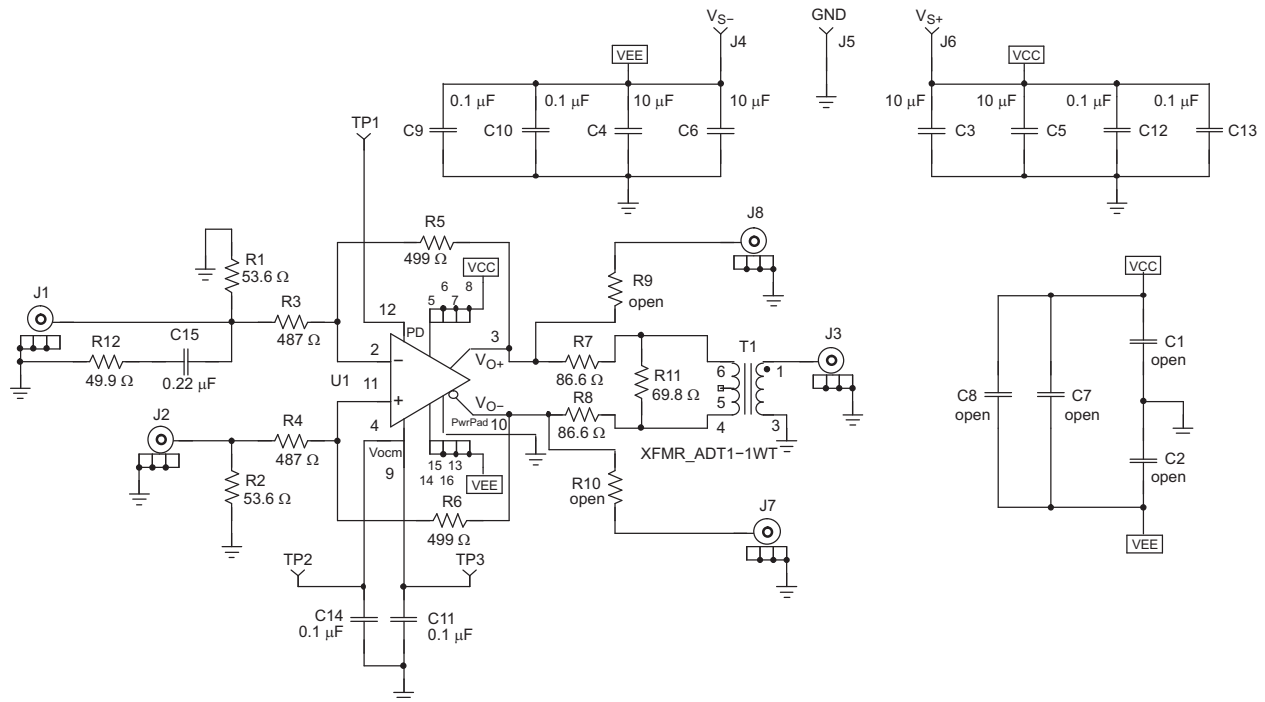 VS−
J4
GND
J5
VS+
J6
VEE
VCC
0.1 μF
0.1 μF
10 μF
10 μF
C9
C10
C4
C6
10 μF
10 μF
0.1 μF
0.1 μF
C3
C5
C12
C13
TP1
R5
499 Ω
VCC
J8
R9
open
R1
53.6 Ω
J1
R3
487 Ω
R12
49.9 Ω
C15
0.22 μF
12
PD
6
8
5
7
3
VO+
2
−
U1
11
+
4
Vocm
9
VO−
PwrPad
10
15
13
14
16
VEE
R7
86.6 Ω
R8
86.6 Ω
R11
69.8 Ω
T1
6
5
4
1
3
XFMR_ADT1−1WT
J3
J2
R4
487 Ω
R2
53.6 Ω
R6
499 Ω
R10
open
J7
TP2
TP3
C14
0.1 μF
C11
0.1 μF
VCC
C1
open
C8
open
C7
open
C2
open
VEE